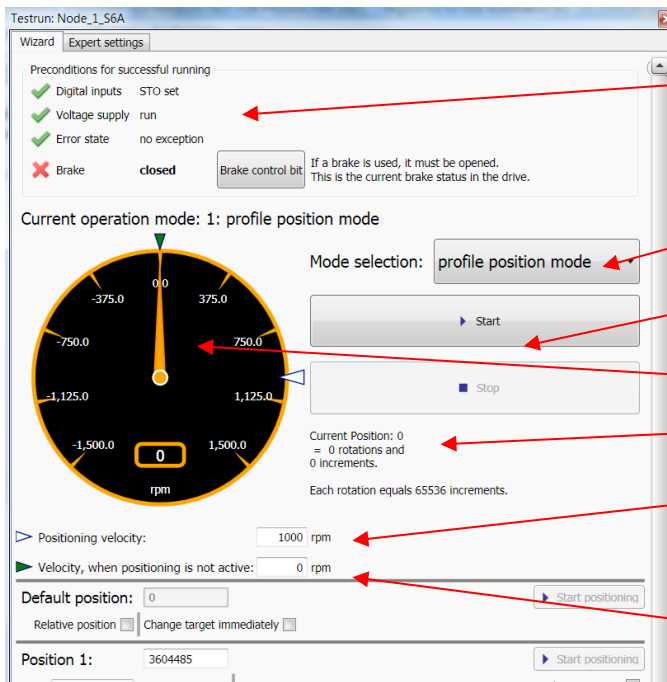 Testrun: Node_1_S6A
Wizard Expert settings
Preconditions for successful running
Digital inputs STO set
Voltage supply run
Error state no exception
Brake closed Brake control bit If a brake is used, it must be opened.
This is the current brake status in the drive.
Current operation mode: 1: profile position mode
Mode selection: profile position mode
Start
Stop
0.0
-375.0 375.0
-750.0 750.0
-1,125.0 1,125.0
-1,500.0 1,500.0
0
rpm
Current Position: 0
= 0 rotations and
0 increments.
Each rotation equals 65536 increments.
Positioning velocity: 1000 rpm
Velocity, when positioning is not active: 0 rpm
Default position: 0 Start positioning
Relative position Change target immediately
Position 1: 3604485 Start positioning